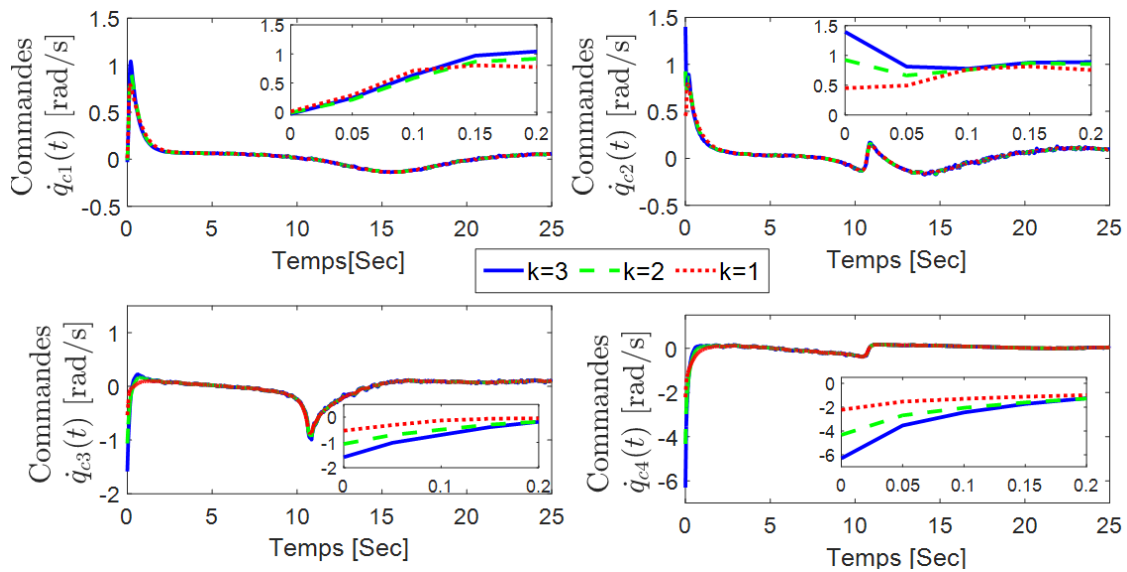 Commandes
q̇c1(t) [rad/s]
1.5
1
0.5
0
-0.5
1.5
1
0.5
0
0 0.05 0.1 0.15 0.2
0 5 10 15 20 25
Temps[Sec]
Commandes
q̇c2(t) [rad/s]
1.5
1
0.5
0
-0.5
1.5
1
0.5
0
0 0.05 0.1 0.15 0.2
0 5 10 15 20 25
Temps [Sec]
k=3 k=2 k=1
Commandes
q̇c3(t) [rad/s]
1
0
-1
-2
0
-1
-2
0 0.1 0.2
0 5 10 15 20 25
Temps [Sec]
Commandes
q̇c4(t) [rad/s]
0
-2
-4
-6
0
-2
-4
-6
0 0.05 0.1 0.15 0.2
0 5 10 15 20 25
Temps [Sec]